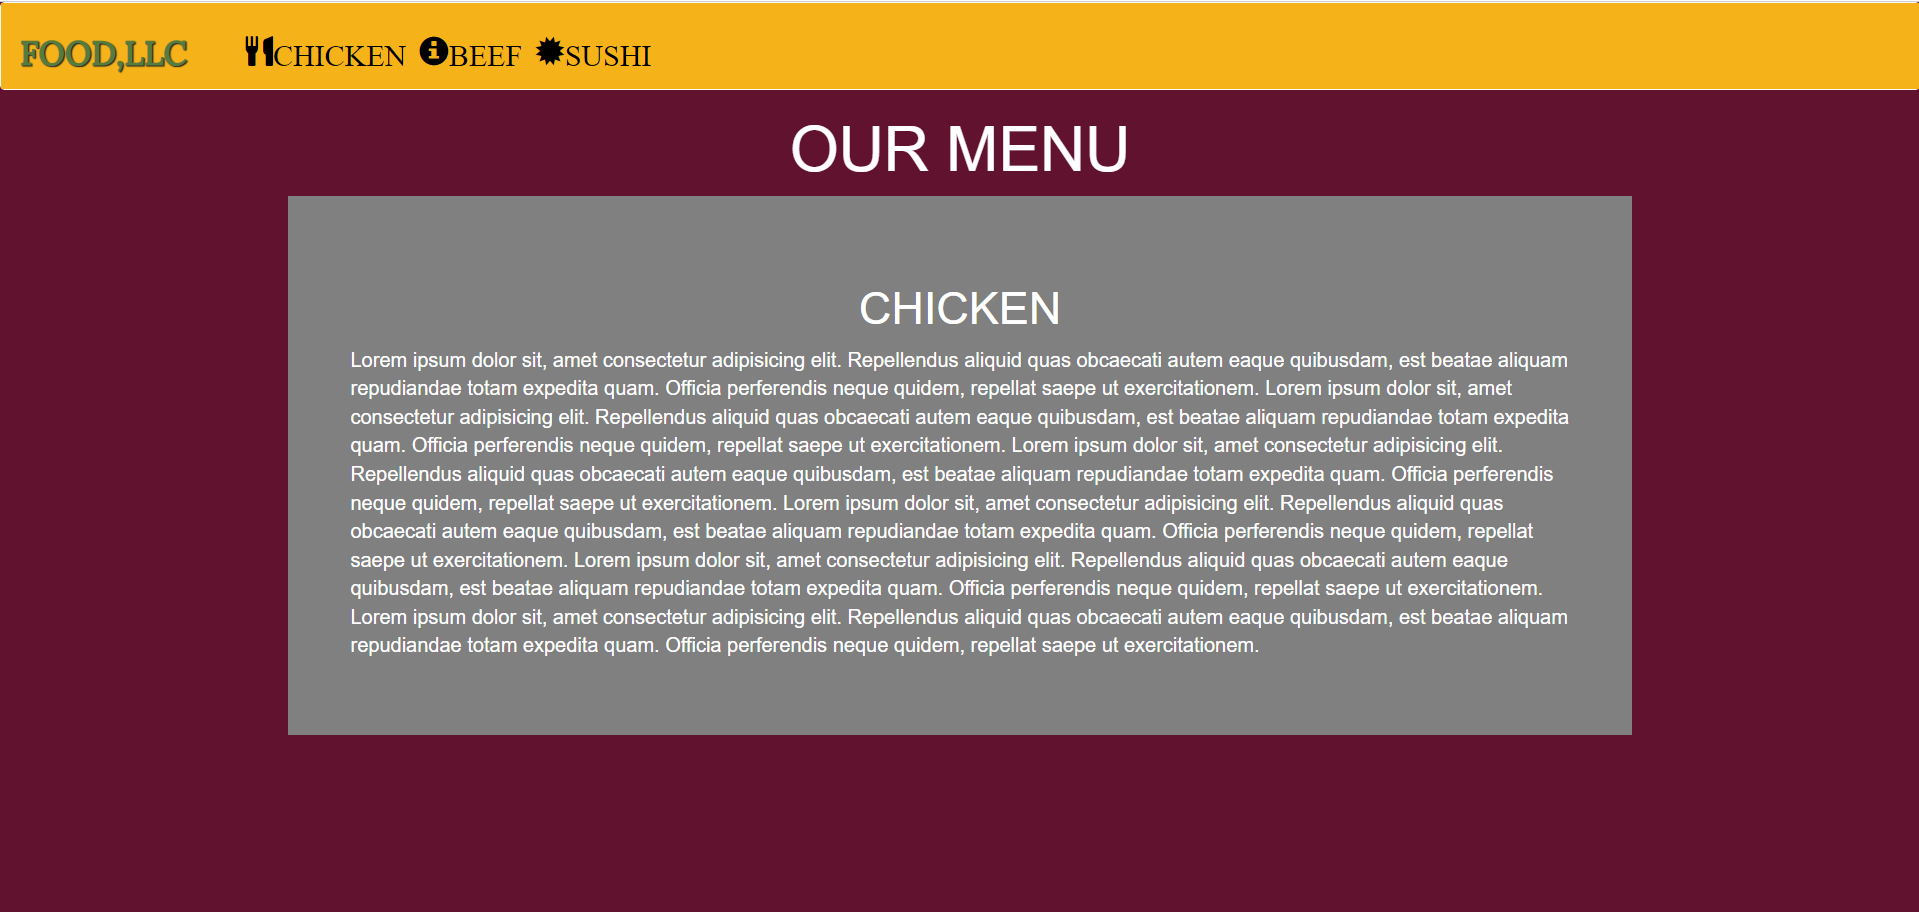 FOOD,LLC CHICKEN BEEF SUSHI
OUR MENU
CHICKEN
Lorem ipsum dolor sit, amet consectetur adipisicing elit. Repellendus aliquid quas obcaecati autem eaque quibusdam, est beatae aliquam
repudiandae totam expedita quam. Officia perferendis neque quidem, repellat saepe ut exercitationem. Lorem ipsum dolor sit, amet
consectetur adipisicing elit. Repellendus aliquid quas obcaecati autem eaque quibusdam, est beatae aliquam repudiandae totam expedita
quam. Officia perferendis neque quidem, repellat saepe ut exercitationem. Lorem ipsum dolor sit, amet consectetur adipisicing elit.
Repellendus aliquid quas obcaecati autem eaque quibusdam, est beatae aliquam repudiandae totam expedita quam. Officia perferendis
neque quidem, repellat saepe ut exercitationem. Lorem ipsum dolor sit, amet consectetur adipisicing elit. Repellendus aliquid quas
obcaecati autem eaque quibusdam, est beatae aliquam repudiandae totam expedita quam. Officia perferendis neque quidem, repellat
saepe ut exercitationem. Lorem ipsum dolor sit, amet consectetur adipisicing elit. Repellendus aliquid quas obcaecati autem eaque
quibusdam, est beatae aliquam repudiandae totam expedita quam. Officia perferendis neque quidem, repellat saepe ut exercitationem.
Lorem ipsum dolor sit, amet consectetur adipisicing elit. Repellendus aliquid quas obcaecati autem eaque quibusdam, est beatae aliquam
repudiandae totam expedita quam. Officia perferendis neque quidem, repellat saepe ut exercitationem.